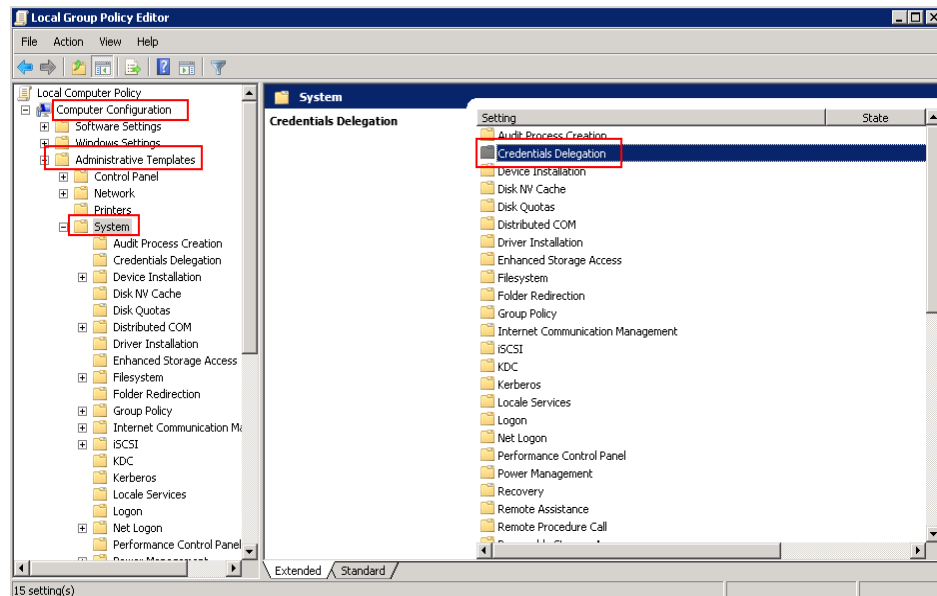 Local Group Policy Editor
File Action View Help
Local Computer Policy
Computer Configuration
Software Settings
Windows Settings
Administrative Templates
Control Panel
Network
Printers
System
Audit Process Creation
Credentials Delegation
Device Installation
Disk NV Cache
Disk Quotas
Distributed COM
Driver Installation
Enhanced Storage Access
Filesystem
Folder Redirection
Group Policy
Internet Communication Ma
iSCSI
KDC
Kerberos
Locale Services
Logon
Net Logon
Performance Control Panel
Power Management
System
Credentials Delegation
Setting State
Audit Process Creation
Credentials Delegation
Device Installation
Disk NV Cache
Disk Quotas
Distributed COM
Driver Installation
Enhanced Storage Access
Filesystem
Folder Redirection
Group Policy
Internet Communication Management
iSCSI
KDC
Kerberos
Locale Services
Logon
Net Logon
Performance Control Panel
Power Management
Recovery
Remote Assistance
Remote Procedure Call
Extended Standard
15 setting(s)